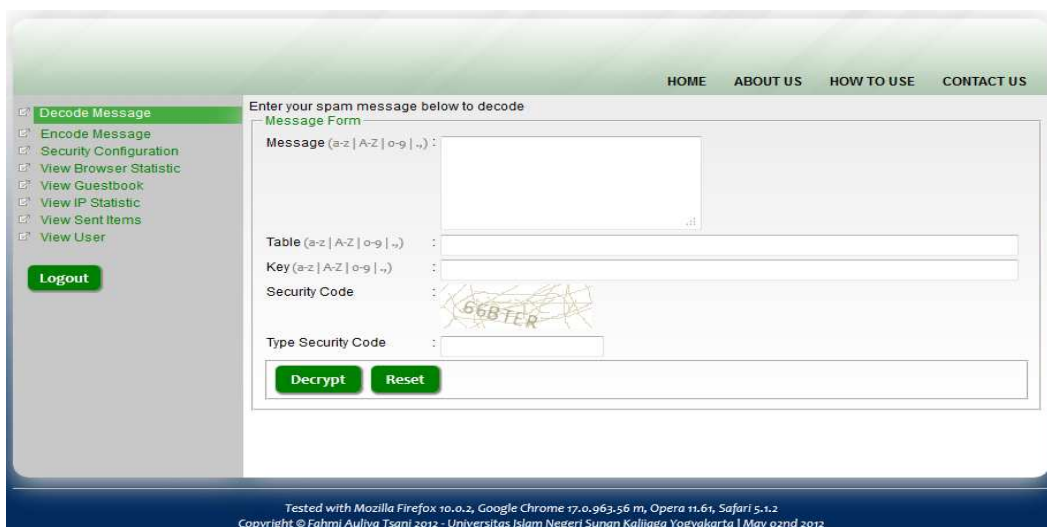 HOME ABOUT US HOW TO USE CONTACT US
Decode Message
Encode Message
Security Configuration
View Browser Statistic
View Guestbook
View IP Statistic
View Sent Items
View User
Logout
Enter your spam message below to decode
Message Form
Message (a-z | A-Z | 0-9 | .,) :
Table (a-z | A-Z | 0-9 | .,) :
Key (a-z | A-Z | 0-9 | .,) :
Security Code :
66BTER
Type Security Code :
Decrypt Reset
Tested with Mozilla Firefox 10.0.2, Google Chrome 17.0.963.56 m, Opera 11.61, Safari 5.1.2
Copyright © Fahmi Auliya Tsani 2012 - Universitas Islam Negeri Sunan Kalijaga Yogyakarta | May 02nd 2012